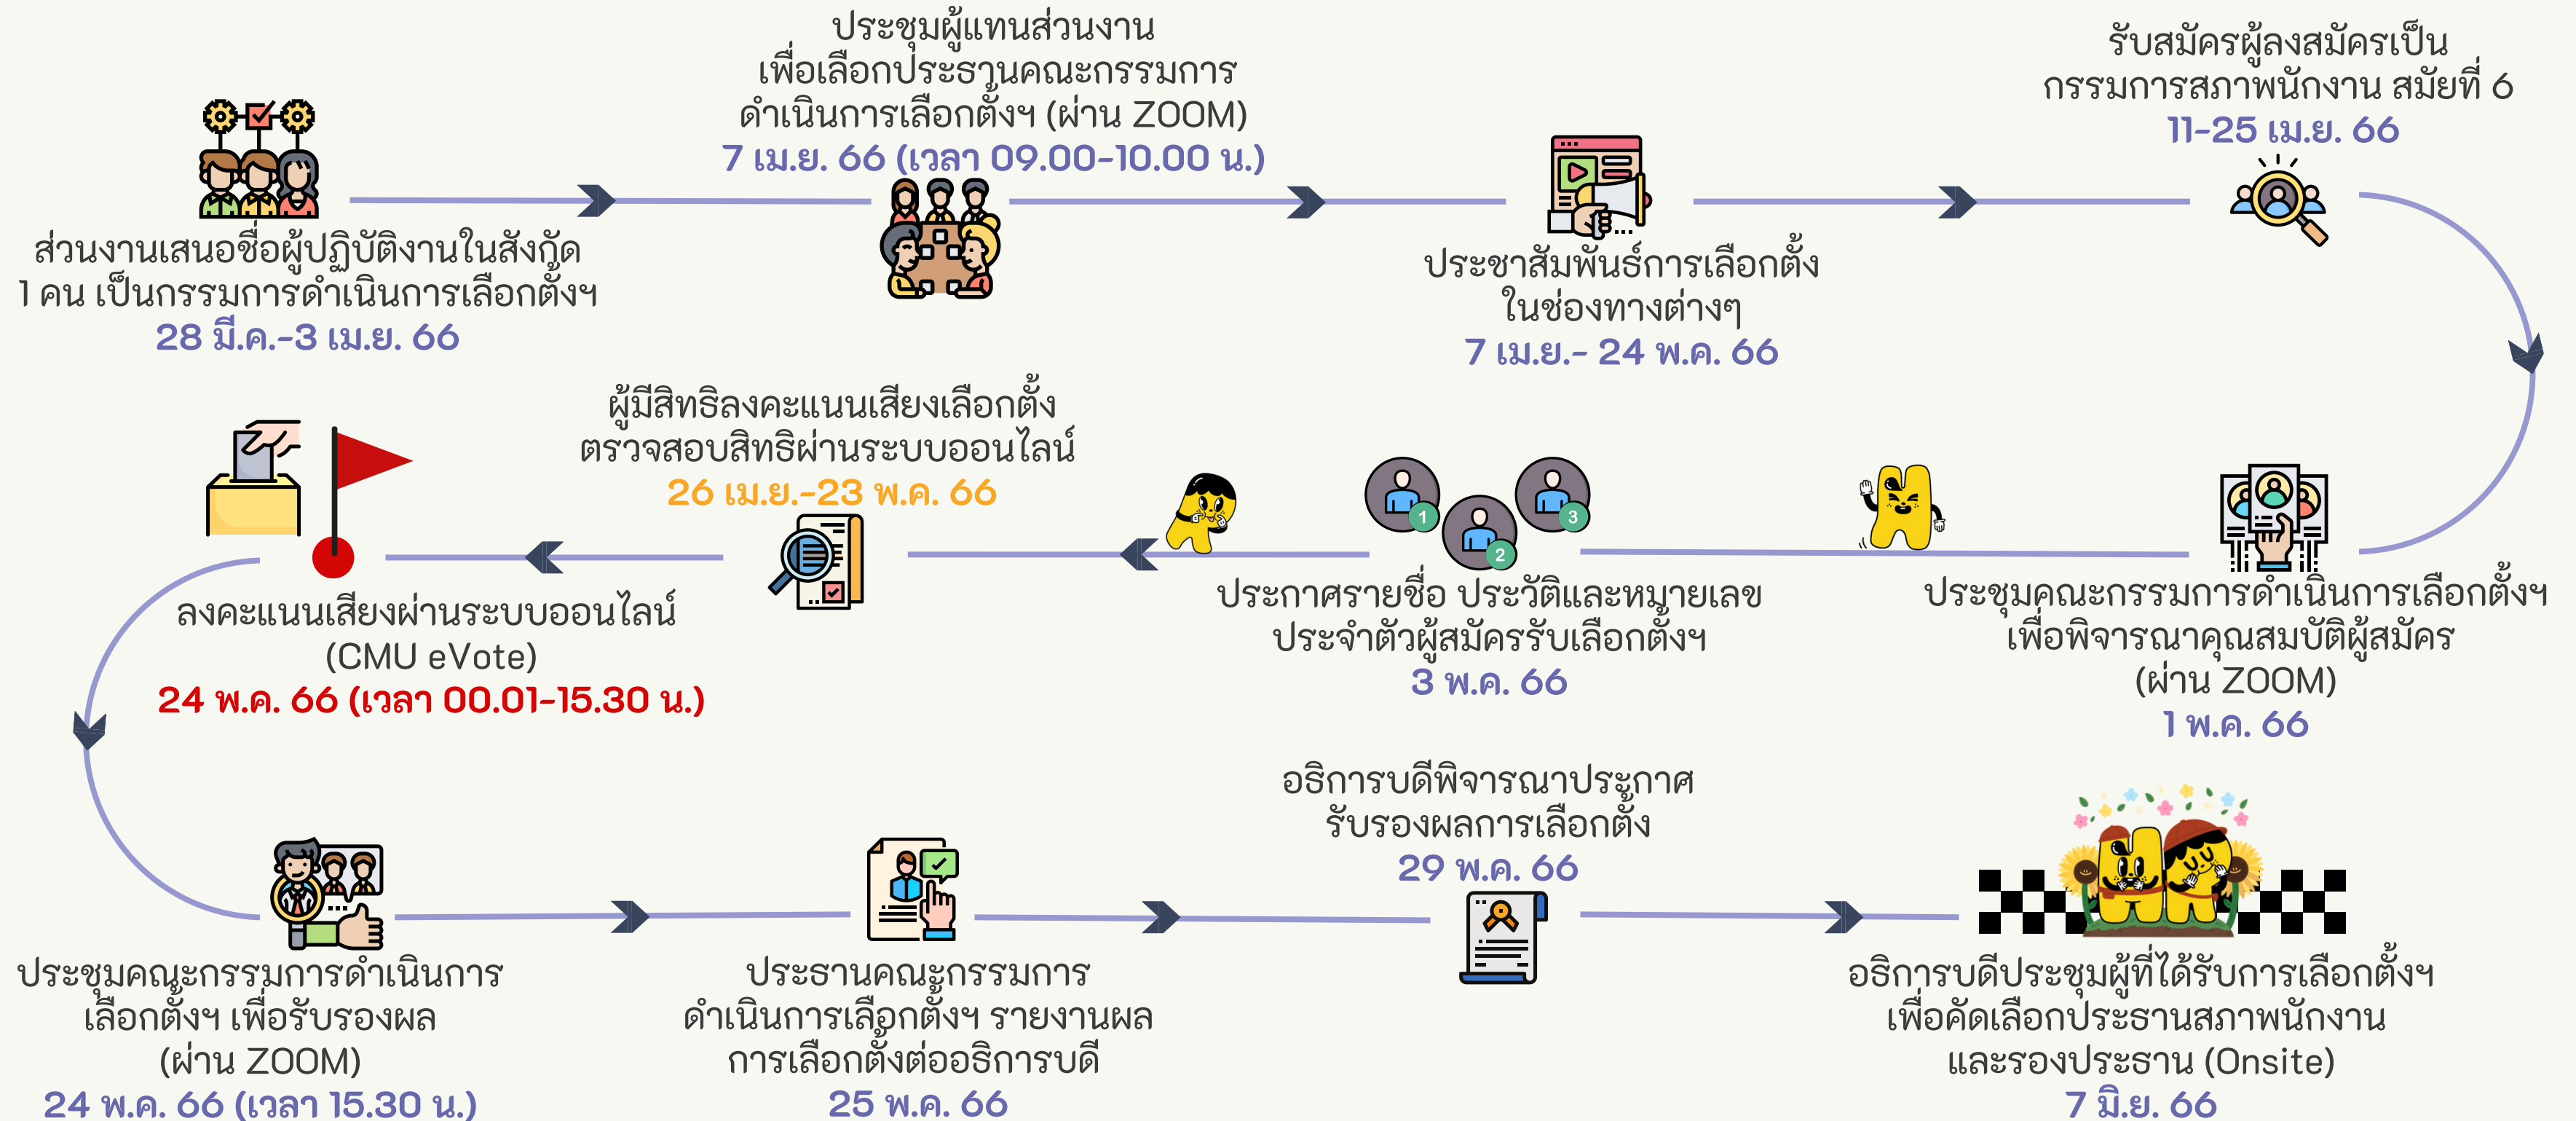 ส่วนงานเสนอชื่อผู้ปฏิบัติงานในสังกัด
1 คน เป็นกรรมการดำเนินการเลือกตั้งฯ
28 มี.ค.-3 เม.ย. 66
ประชุมผู้แทนส่วนงาน
เพื่อเลือกประธานคณะกรรมการ
ดำเนินการเลือกตั้งฯ (ผ่าน ZOOM)
7 เม.ย. 66 (เวลา 09.00-10.00 น.)
ประชาสัมพันธ์การเลือกตั้ง
ในช่องทางต่างๆ
7 เม.ย.- 24 พ.ค. 66
รับสมัครผู้ลงสมัครเป็น
กรรมการสภาพนักงาน สมัยที่ 6
11-25 เม.ย. 66
ประชุมคณะกรรมการดำเนินการเลือกตั้งฯ
เพื่อพิจารณาคุณสมบัติผู้สมัคร
(ผ่าน ZOOM)
1 พ.ค. 66
1
2
3
ประกาศรายชื่อ ประวัติและหมายเลข
ประจำตัวผู้สมัครรับเลือกตั้งฯ
3 พ.ค. 66
ผู้มีสิทธิลงคะแนนเสียงเลือกตั้ง
ตรวจสอบสิทธิผ่านระบบออนไลน์
26 เม.ย.-23 พ.ค. 66
ลงคะแนนเสียงผ่านระบบออนไลน์
(CMU eVote)
24 พ.ค. 66 (เวลา 00.01-15.30 น.)
ประชุมคณะกรรมการดำเนินการ
เลือกตั้งฯ เพื่อรับรองผล
(ผ่าน ZOOM)
24 พ.ค. 66 (เวลา 15.30 น.)
ประธานคณะกรรมการ
ดำเนินการเลือกตั้งฯ รายงานผล
การเลือกตั้งต่ออธิการบดี
25 พ.ค. 66
อธิการบดีพิจารณาประกาศ
รับรองผลการเลือกตั้ง
29 พ.ค. 66
อธิการบดีประชุมผู้ที่ได้รับการเลือกตั้งฯ
เพื่อคัดเลือกประธานสภาพนักงาน
และรองประธาน (Onsite)
7 มิ.ย. 66